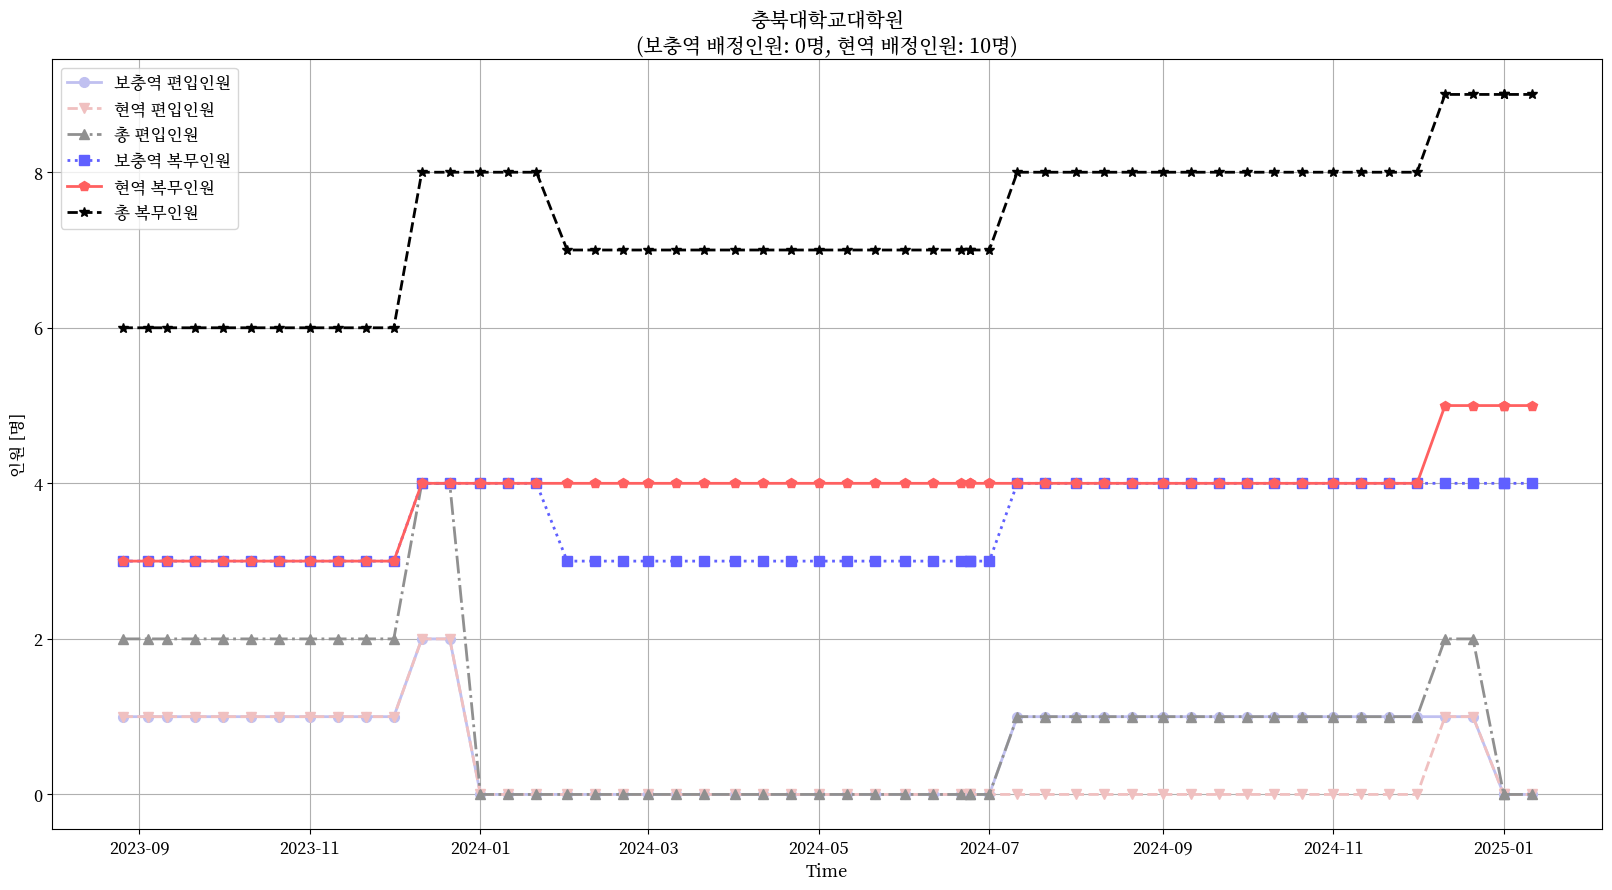 충북대학교대학원
(보충역 배정인원: 0명, 현역 배정인원: 10명)
보충역 편입인원
현역 편입인원
총 편입인원
보충역 복무인원
현역 복무인원
총 복무인원
인원 [명]
8
6
4
2
0
2023-09
2023-11
2024-01
2024-03
2024-05
2024-07
2024-09
2024-11
2025-01
Time